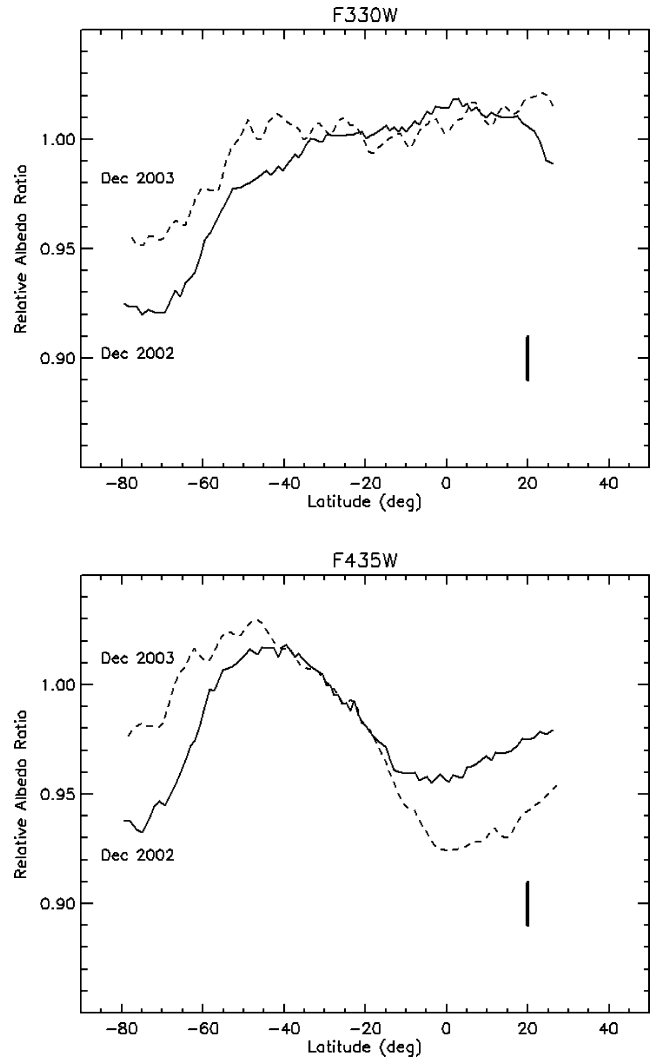 F330W
1.00
0.95
0.90
Relative Albedo Ratio
Dec 2003
Dec 2002
−80 −60 −40 −20 0 20 40
Latitude (deg)
F435W
1.00
0.95
0.90
Relative Albedo Ratio
Dec 2003
Dec 2002
−80 −60 −40 −20 0 20 40
Latitude (deg)